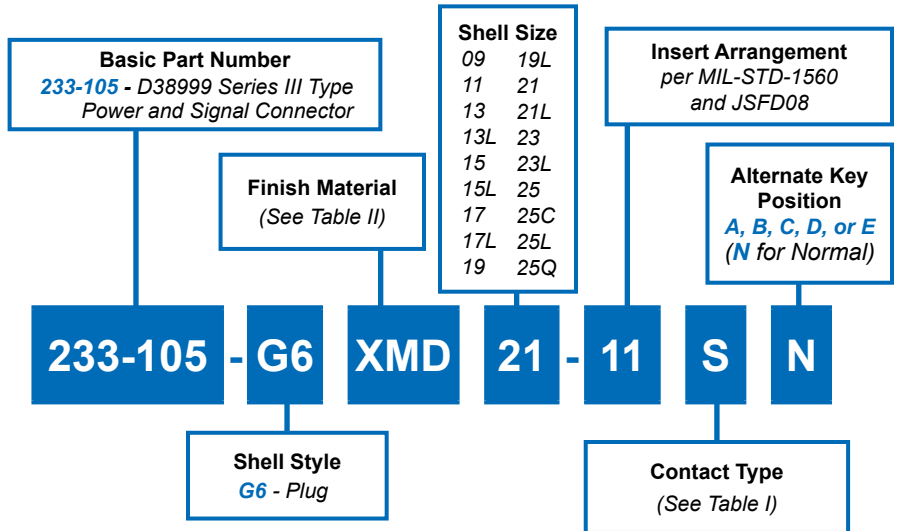 Basic Part Number
233-105 - D38999 Series III Type
Power and Signal Connector
Finish Material
(See Table II)
Shell Size
09 19L
11 21
13 21L
13L 23
15 23L
15L 25
17 25C
17L 25L
19 25Q
Insert Arrangement
per MIL-STD-1560
and JSFD08
Alternate Key
Position
A, B, C, D, or E
(N for Normal)
233-105 - G6 XMD 21 - 11 S N
Shell Style
G6 - Plug
Contact Type
(See Table I)